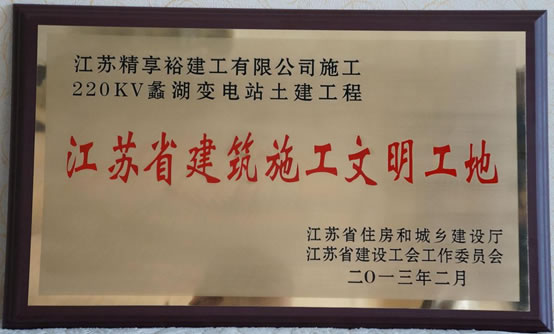 江苏精享裕建工有限公司施工
220KV蠡湖变电站土建工程
江苏省建筑施工文明工地
江苏省住房和城乡建设厅
江苏省建设工会工作委员会
二〇一三年二月